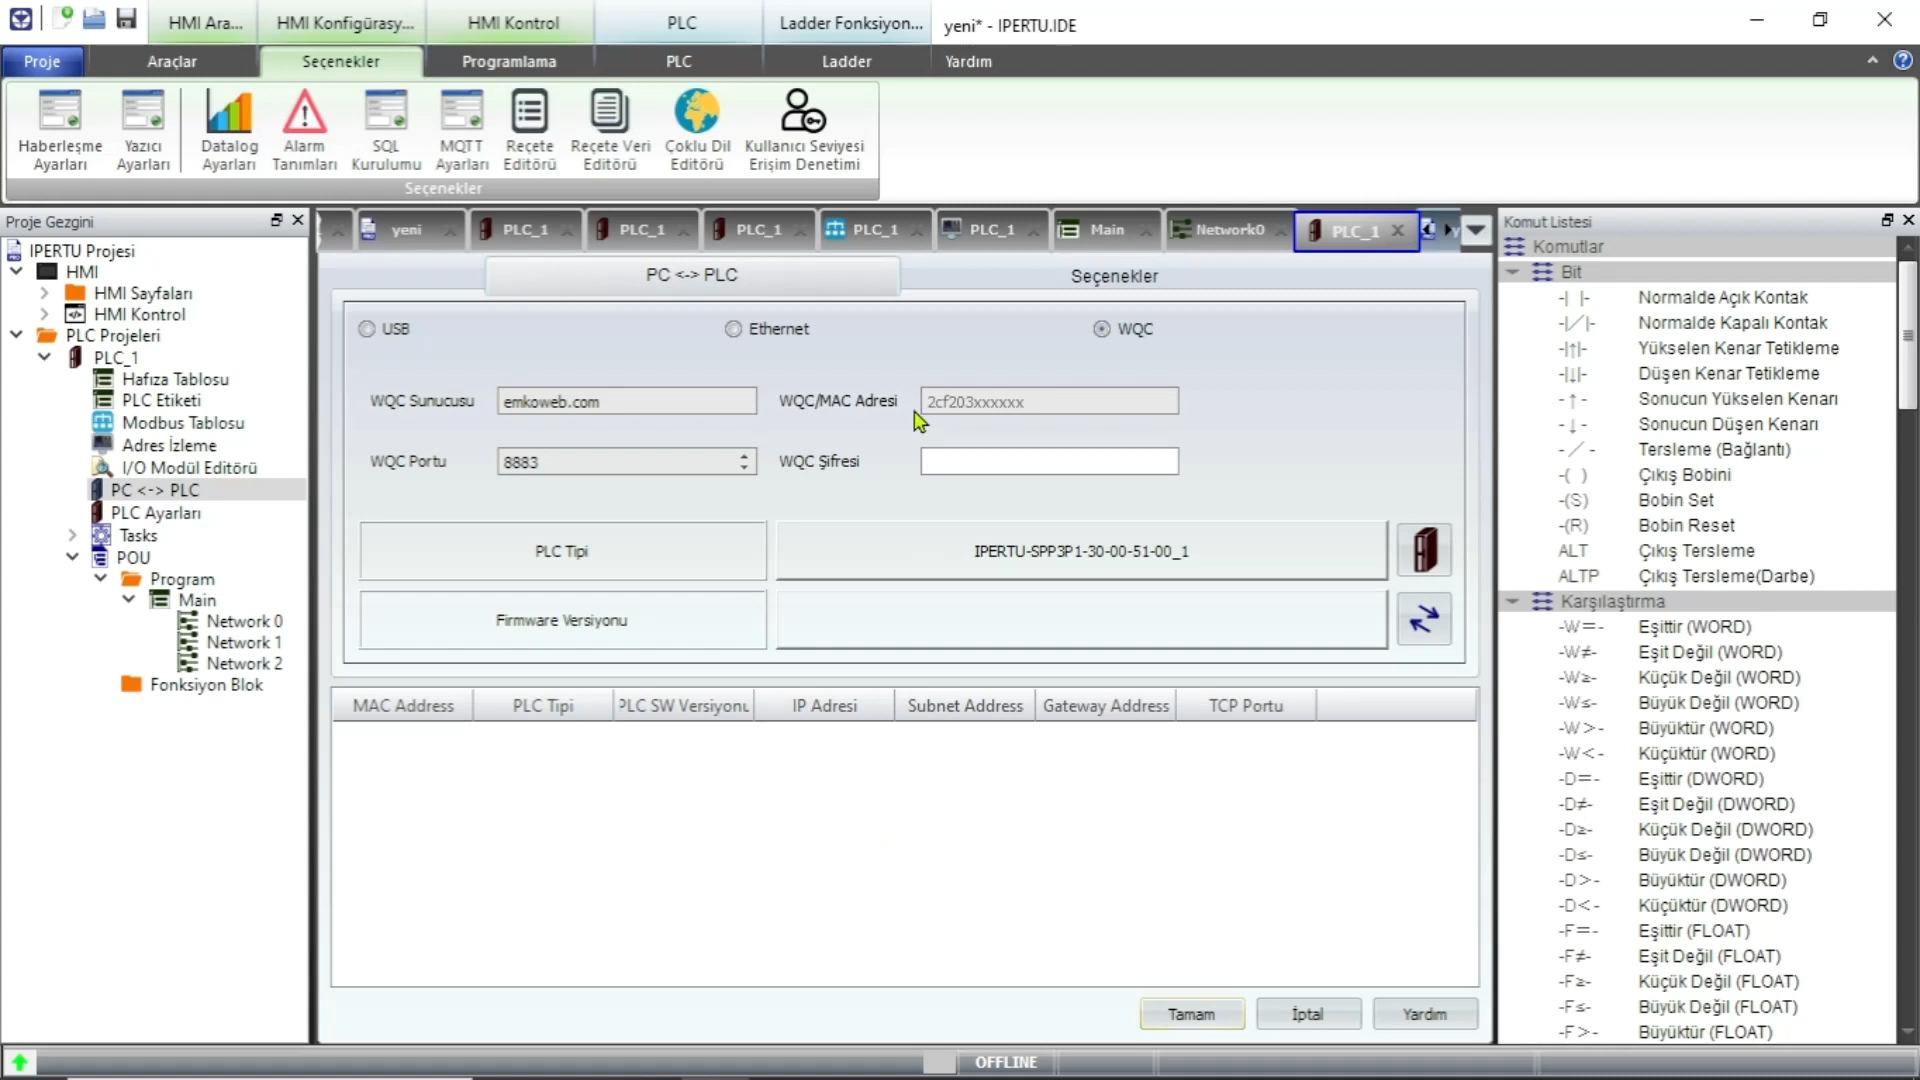 HMI Ara...
HMI Konfigürasy...
HMI Kontrol
PLC
Ladder Fonksiyon...
yeni* - IPERTU.IDE
Proje
Araçlar
Seçenekler
Programlama
PLC
Ladder
Yardım
Haberleşme Ayarları
Yazıcı Ayarları
Datalog Ayarları
Alarm Tanımları
SQL Kurulumu
MQTT Ayarları
Reçete Editörü
Reçete Veri Editörü
Çoklu Dil Editörü
Kullanıcı Seviyesi Erişim Denetimi
Seçenekler
Proje Gezgini
IPERTU Projesi
HMI
HMI Sayfaları
HMI Kontrol
PLC Projeleri
PLC_1
Hafıza Tablosu
PLC Etiketi
Modbus Tablosu
Adres İzleme
I/O Modül Editörü
PC <-> PLC
PLC Ayarları
Tasks
POU
Program
Main
Network 0
Network 1
Network 2
Fonksiyon Blok
yeni
PLC_1
PLC_1
PLC_1
PLC_1
PLC_1
Main
Network0
PLC_1
PC <-> PLC
Seçenekler
USB
Ethernet
WQC
WQC Sunucusu
emkoweb.com
WQC/MAC Adresi
2cf203xxxxxx
WQC Portu
8883
WQC Şifresi
PLC Tipi
IPERTU-SPP3P1-30-00-51-00_1
Firmware Versiyonu
MAC Address
PLC Tipi
PLC SW Versiyonu
IP Adresi
Subnet Address
Gateway Address
TCP Portu
Tamam
İptal
Yardım
Komut Listesi
Komutlar
Bit
-| |- Normalde Açık Kontak
-|/|- Normalde Kapalı Kontak
-|↑|- Yükselen Kenar Tetikleme
-|↓|- Düşen Kenar Tetikleme
-↑- Sonucun Yükselen Kenarı
-↓- Sonucun Düşen Kenarı
-/- Tersleme (Bağlantı)
-( ) Çıkış Bobini
-(S) Bobin Set
-(R) Bobin Reset
ALT Çıkış Tersleme
ALTP Çıkış Tersleme(Darbe)
Karşılaştırma
-W=- Eşittir (WORD)
-W≠- Eşit Değil (WORD)
-W≥- Küçük Değil (WORD)
-W≤- Büyük Değil (WORD)
-W>- Büyüktür (WORD)
-W<- Küçüktür (WORD)
-D=- Eşittir (DWORD)
-D≠- Eşit Değil (DWORD)
-D≥- Küçük Değil (DWORD)
-D≤- Büyük Değil (DWORD)
-D>- Büyüktür (DWORD)
-D<- Küçüktür (DWORD)
-F=- Eşittir (FLOAT)
-F≠- Eşit Değil (FLOAT)
-F≥- Küçük Değil (FLOAT)
-F≤- Büyük Değil (FLOAT)
-F>- Büyüktür (FLOAT)
OFFLINE